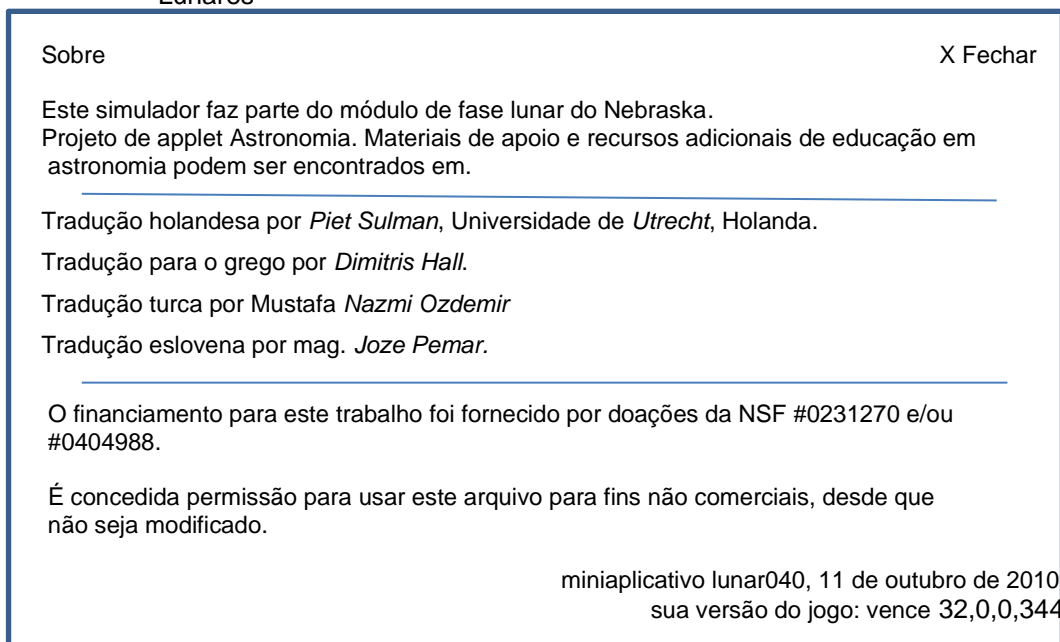 Lunares
Sobre X Fechar
Este simulador faz parte do módulo de fase lunar do Nebraska.
Projeto de applet Astronomia. Materiais de apoio e recursos adicionais de educação em
astronomia podem ser encontrados em.
Tradução holandesa por Piet Sulman, Universidade de Utrecht, Holanda.
Tradução para o grego por Dimitris Hall.
Tradução turca por Mustafa Nazmi Ozdemir
Tradução eslovena por mag. Joze Pemar.
O financiamento para este trabalho foi fornecido por doações da NSF #0231270 e/ou
#0404988.
É concedida permissão para usar este arquivo para fins não comerciais, desde que
não seja modificado.
miniaplicativo lunar040, 11 de outubro de 2010
sua versão do jogo: vence 32,0,0,344